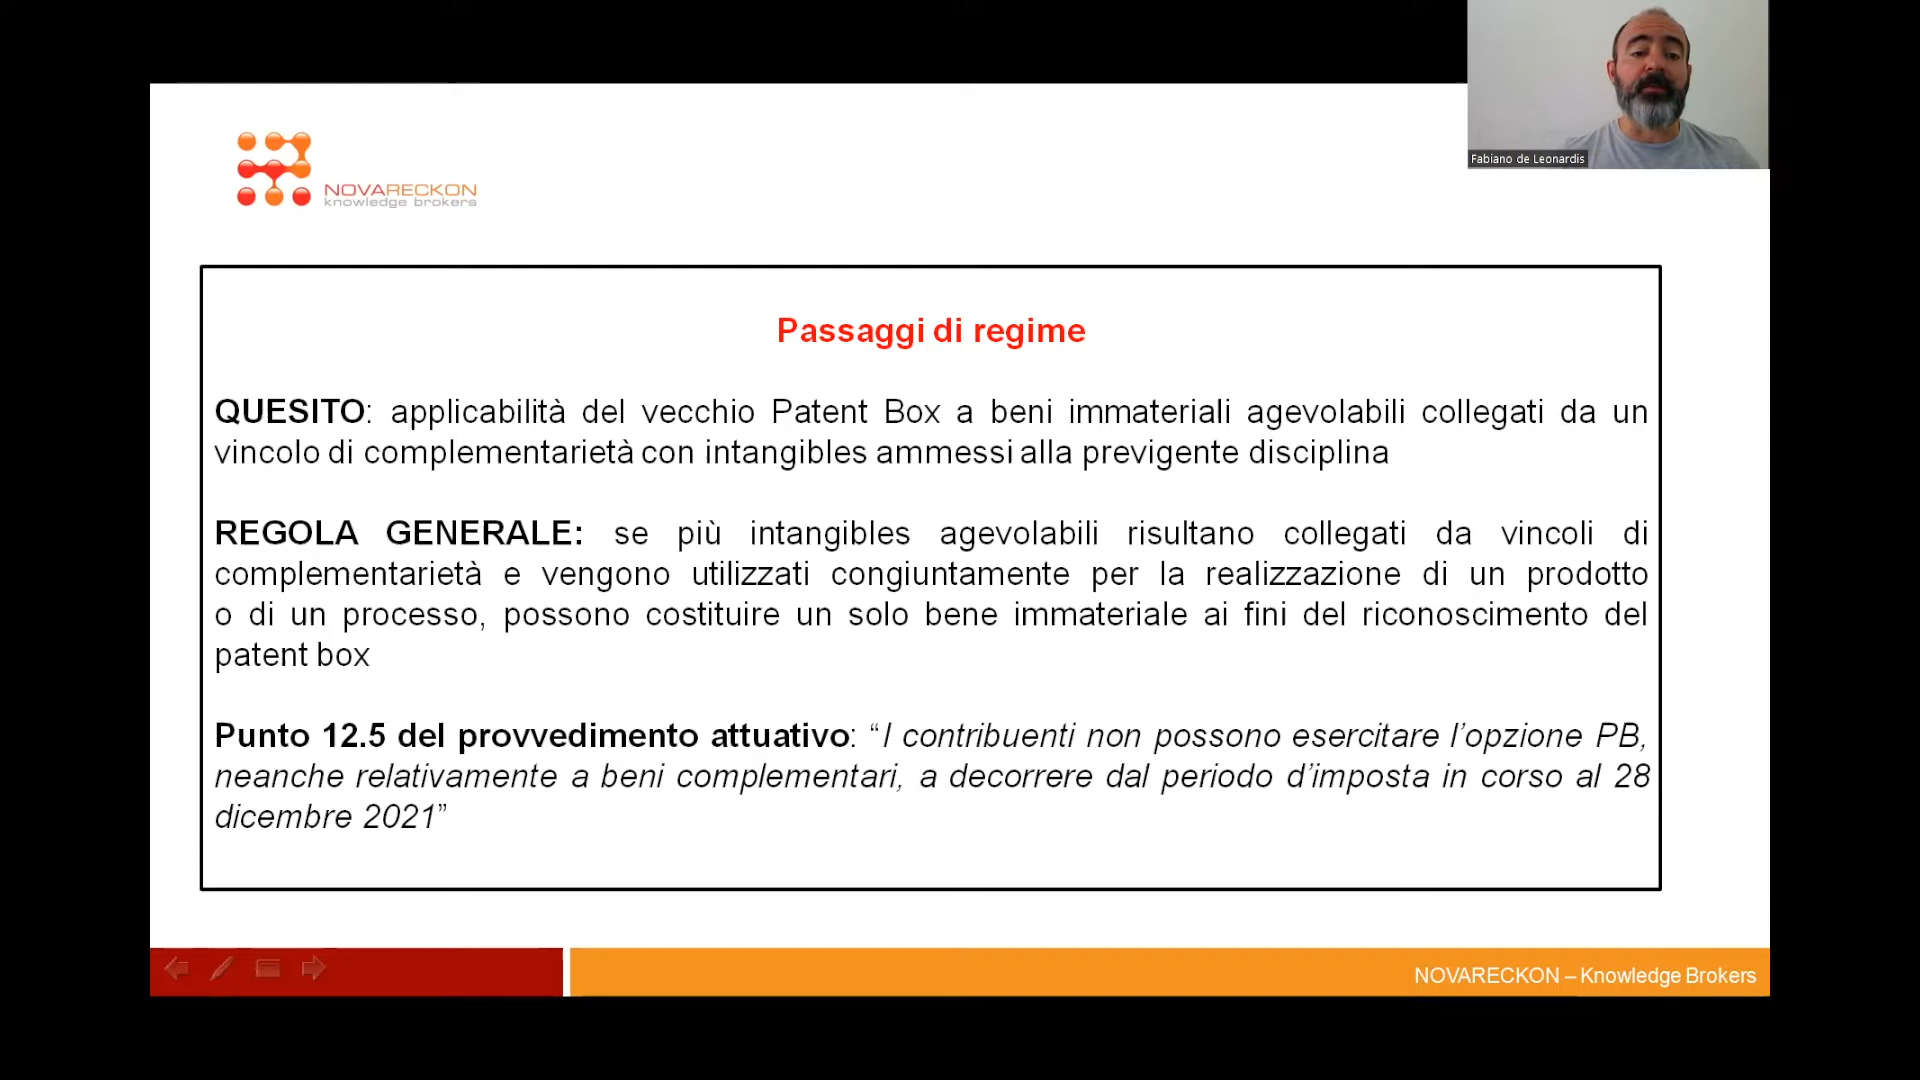 Fabiano de Leonardis
NOVARECKON
knowledge brokers
Passaggi di regime
QUESITO: applicabilità del vecchio Patent Box a beni immateriali agevolabili collegati da un
vincolo di complementarietà con intangibles ammessi alla previgente disciplina
REGOLA GENERALE: se più intangibles agevolabili risultano collegati da vincoli di
complementarietà e vengono utilizzati congiuntamente per la realizzazione di un prodotto
o di un processo, possono costituire un solo bene immateriale ai fini del riconoscimento del
patent box
Punto 12.5 del provvedimento attuativo: “I contribuenti non possono esercitare l’opzione PB,
neanche relativamente a beni complementari, a decorrere dal periodo d’imposta in corso al 28
dicembre 2021”
NOVARECKON – Knowledge Brokers